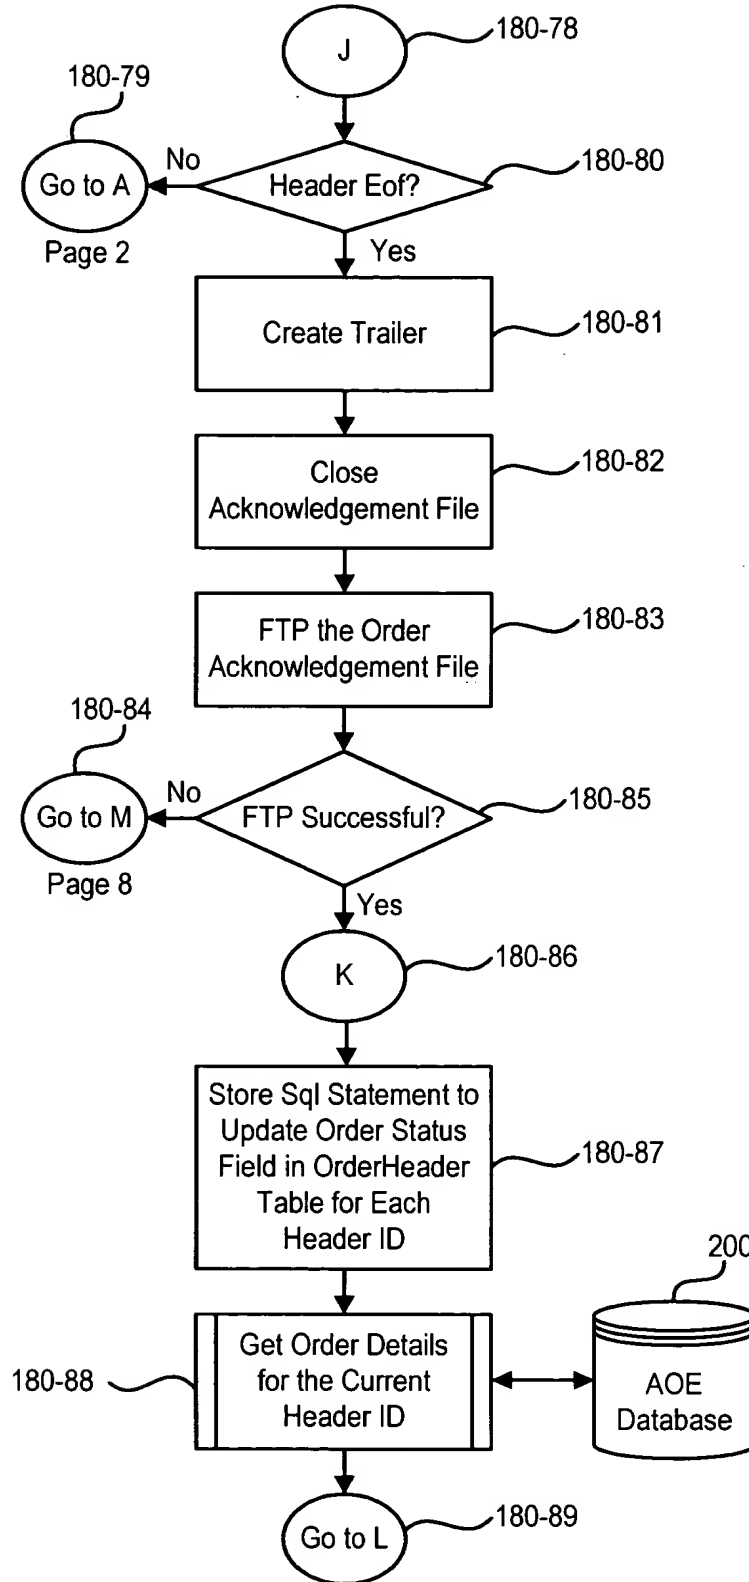 J
180-78
180-79
No
Go to A
Page 2
Header Eof?
180-80
Yes
Create Trailer
180-81
Close
Acknowledgement File
180-82
FTP the Order
Acknowledgement File
180-83
180-84
No
Go to M
Page 8
FTP Successful?
180-85
Yes
K
180-86
Store Sql Statement to
Update Order Status
Field in OrderHeader
Table for Each
Header ID
180-87
200
180-88
Get Order Details
for the Current
Header ID
AOE
Database
Go to L
180-89